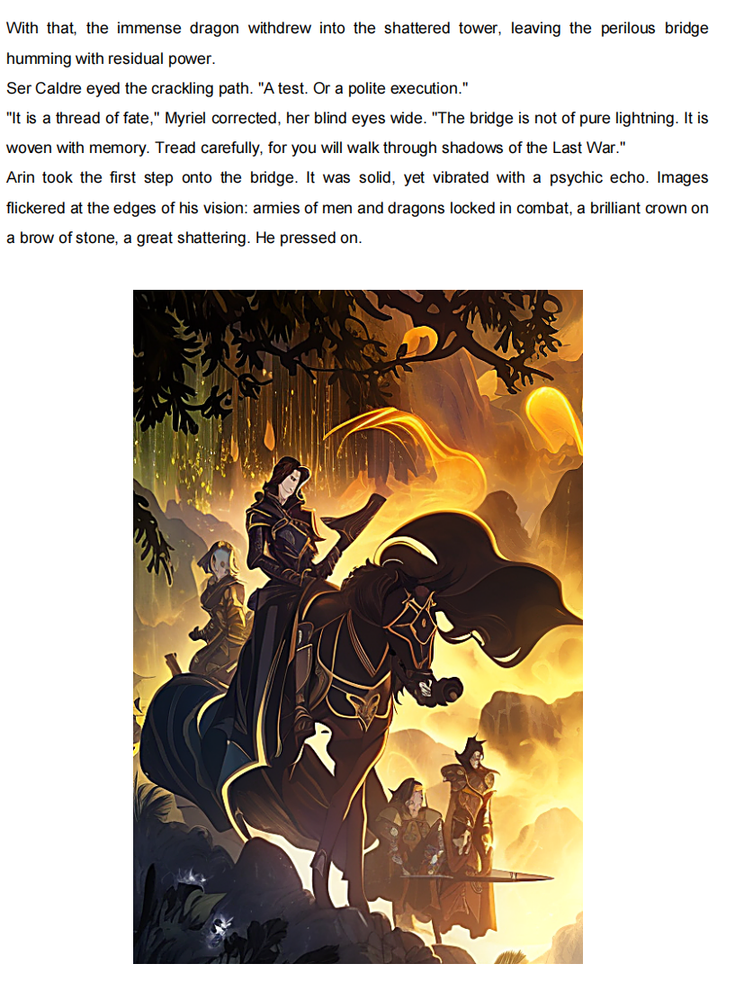 With that, the immense dragon withdrew into the shattered tower, leaving the perilous bridge
humming with residual power.
Ser Caldre eyed the crackling path. "A test. Or a polite execution."
"It is a thread of fate," Myriel corrected, her blind eyes wide. "The bridge is not of pure lightning. It is
woven with memory. Tread carefully, for you will walk through shadows of the Last War."
Arin took the first step onto the bridge. It was solid, yet vibrated with a psychic echo. Images
flickered at the edges of his vision: armies of men and dragons locked in combat, a brilliant crown on
a brow of stone, a great shattering. He pressed on.